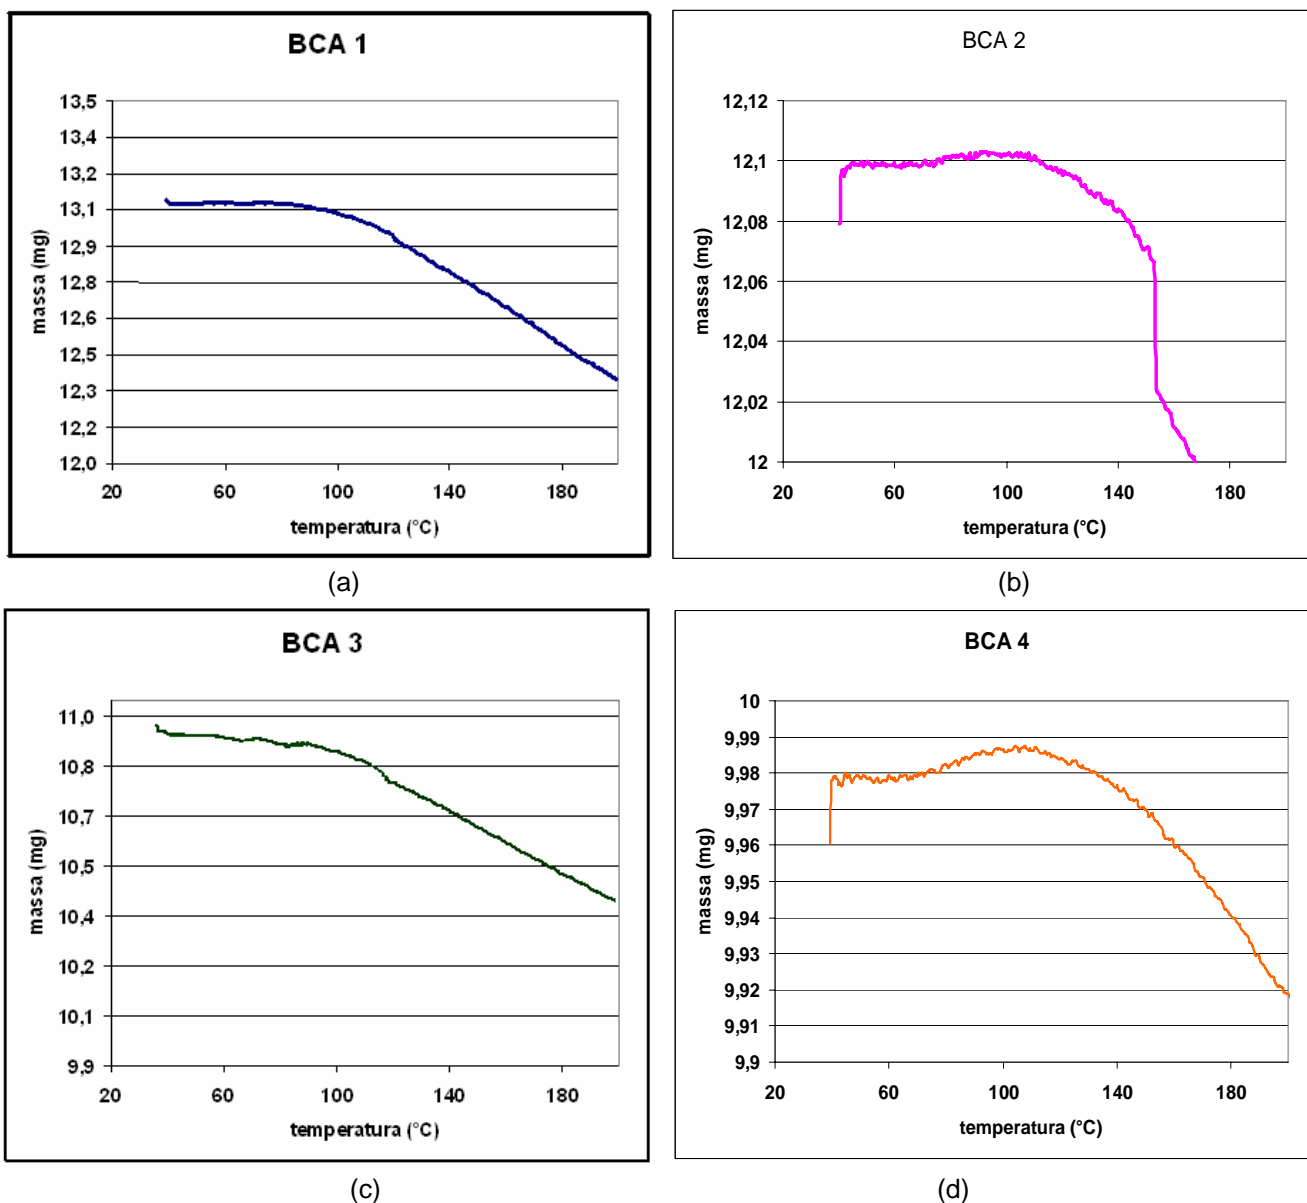 BCA 1
13,5
13,4
13,2
13,1
12,9
12,8
12,6
12,5
12,3
12,2
12,0
massa (mg)
20 60 100 140 180
temperatura (°C)
(a)
BCA 2
12,12
12,1
12,08
12,06
12,04
12,02
12
massa (mg)
20 60 100 140 180
temperatura (°C)
(b)
BCA 3
11,0
10,8
10,7
10,5
10,4
10,2
10,1
9,9
massa (mg)
20 60 100 140 180
temperatura (°C)
(c)
BCA 4
10
9,99
9,98
9,97
9,96
9,95
9,94
9,93
9,92
9,91
9,9
massa (mg)
20 60 100 140 180
temperatura (°C)
(d)